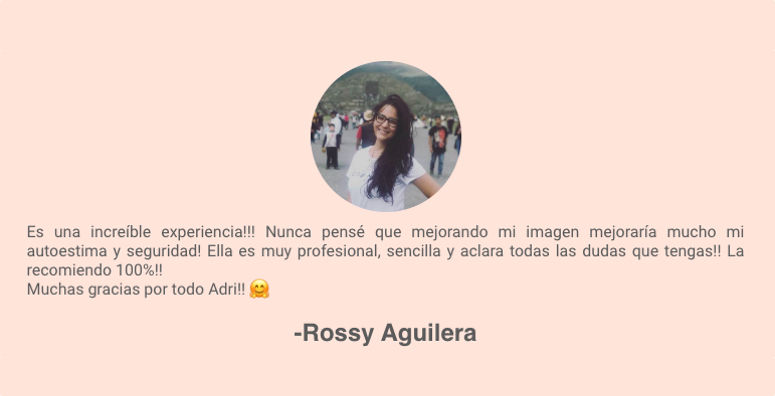 Es una increíble experiencia!!! Nunca pensé que mejorando mi imagen mejoraría mucho mi
autoestima y seguridad! Ella es muy profesional, sencilla y aclara todas las dudas que tengas!! La
recomiendo 100%!!
Muchas gracias por todo Adri!! 🤗
-Rossy Aguilera